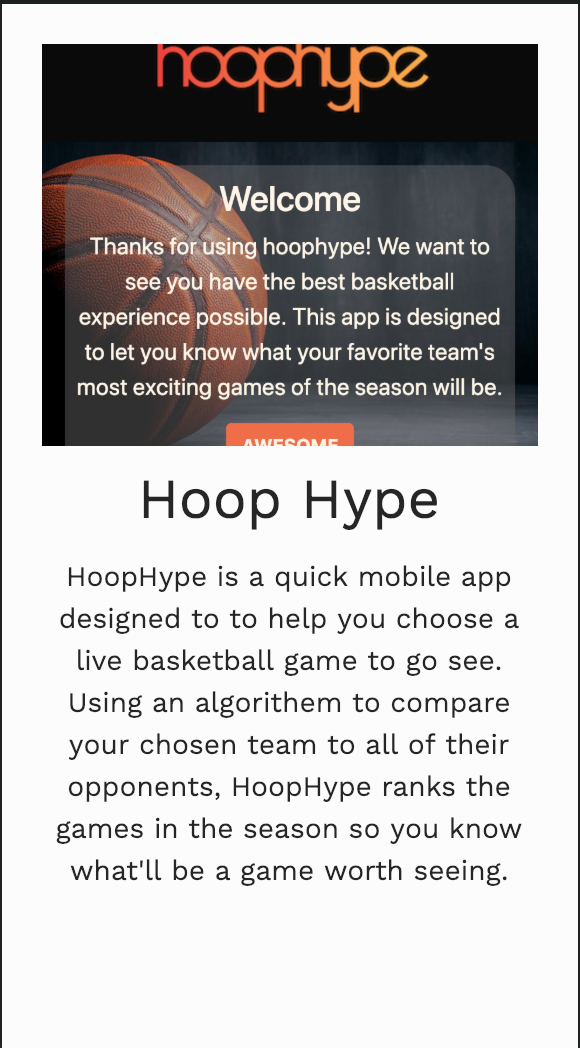 hoophype
Welcome
Thanks for using hoophype! We want to
see you have the best basketball
experience possible. This app is designed
to let you know what your favorite team's
most exciting games of the season will be.
AWESOME
Hoop Hype
HoopHype is a quick mobile app
designed to to help you choose a
live basketball game to go see.
Using an algorithem to compare
your chosen team to all of their
opponents, HoopHype ranks the
games in the season so you know
what'll be a game worth seeing.